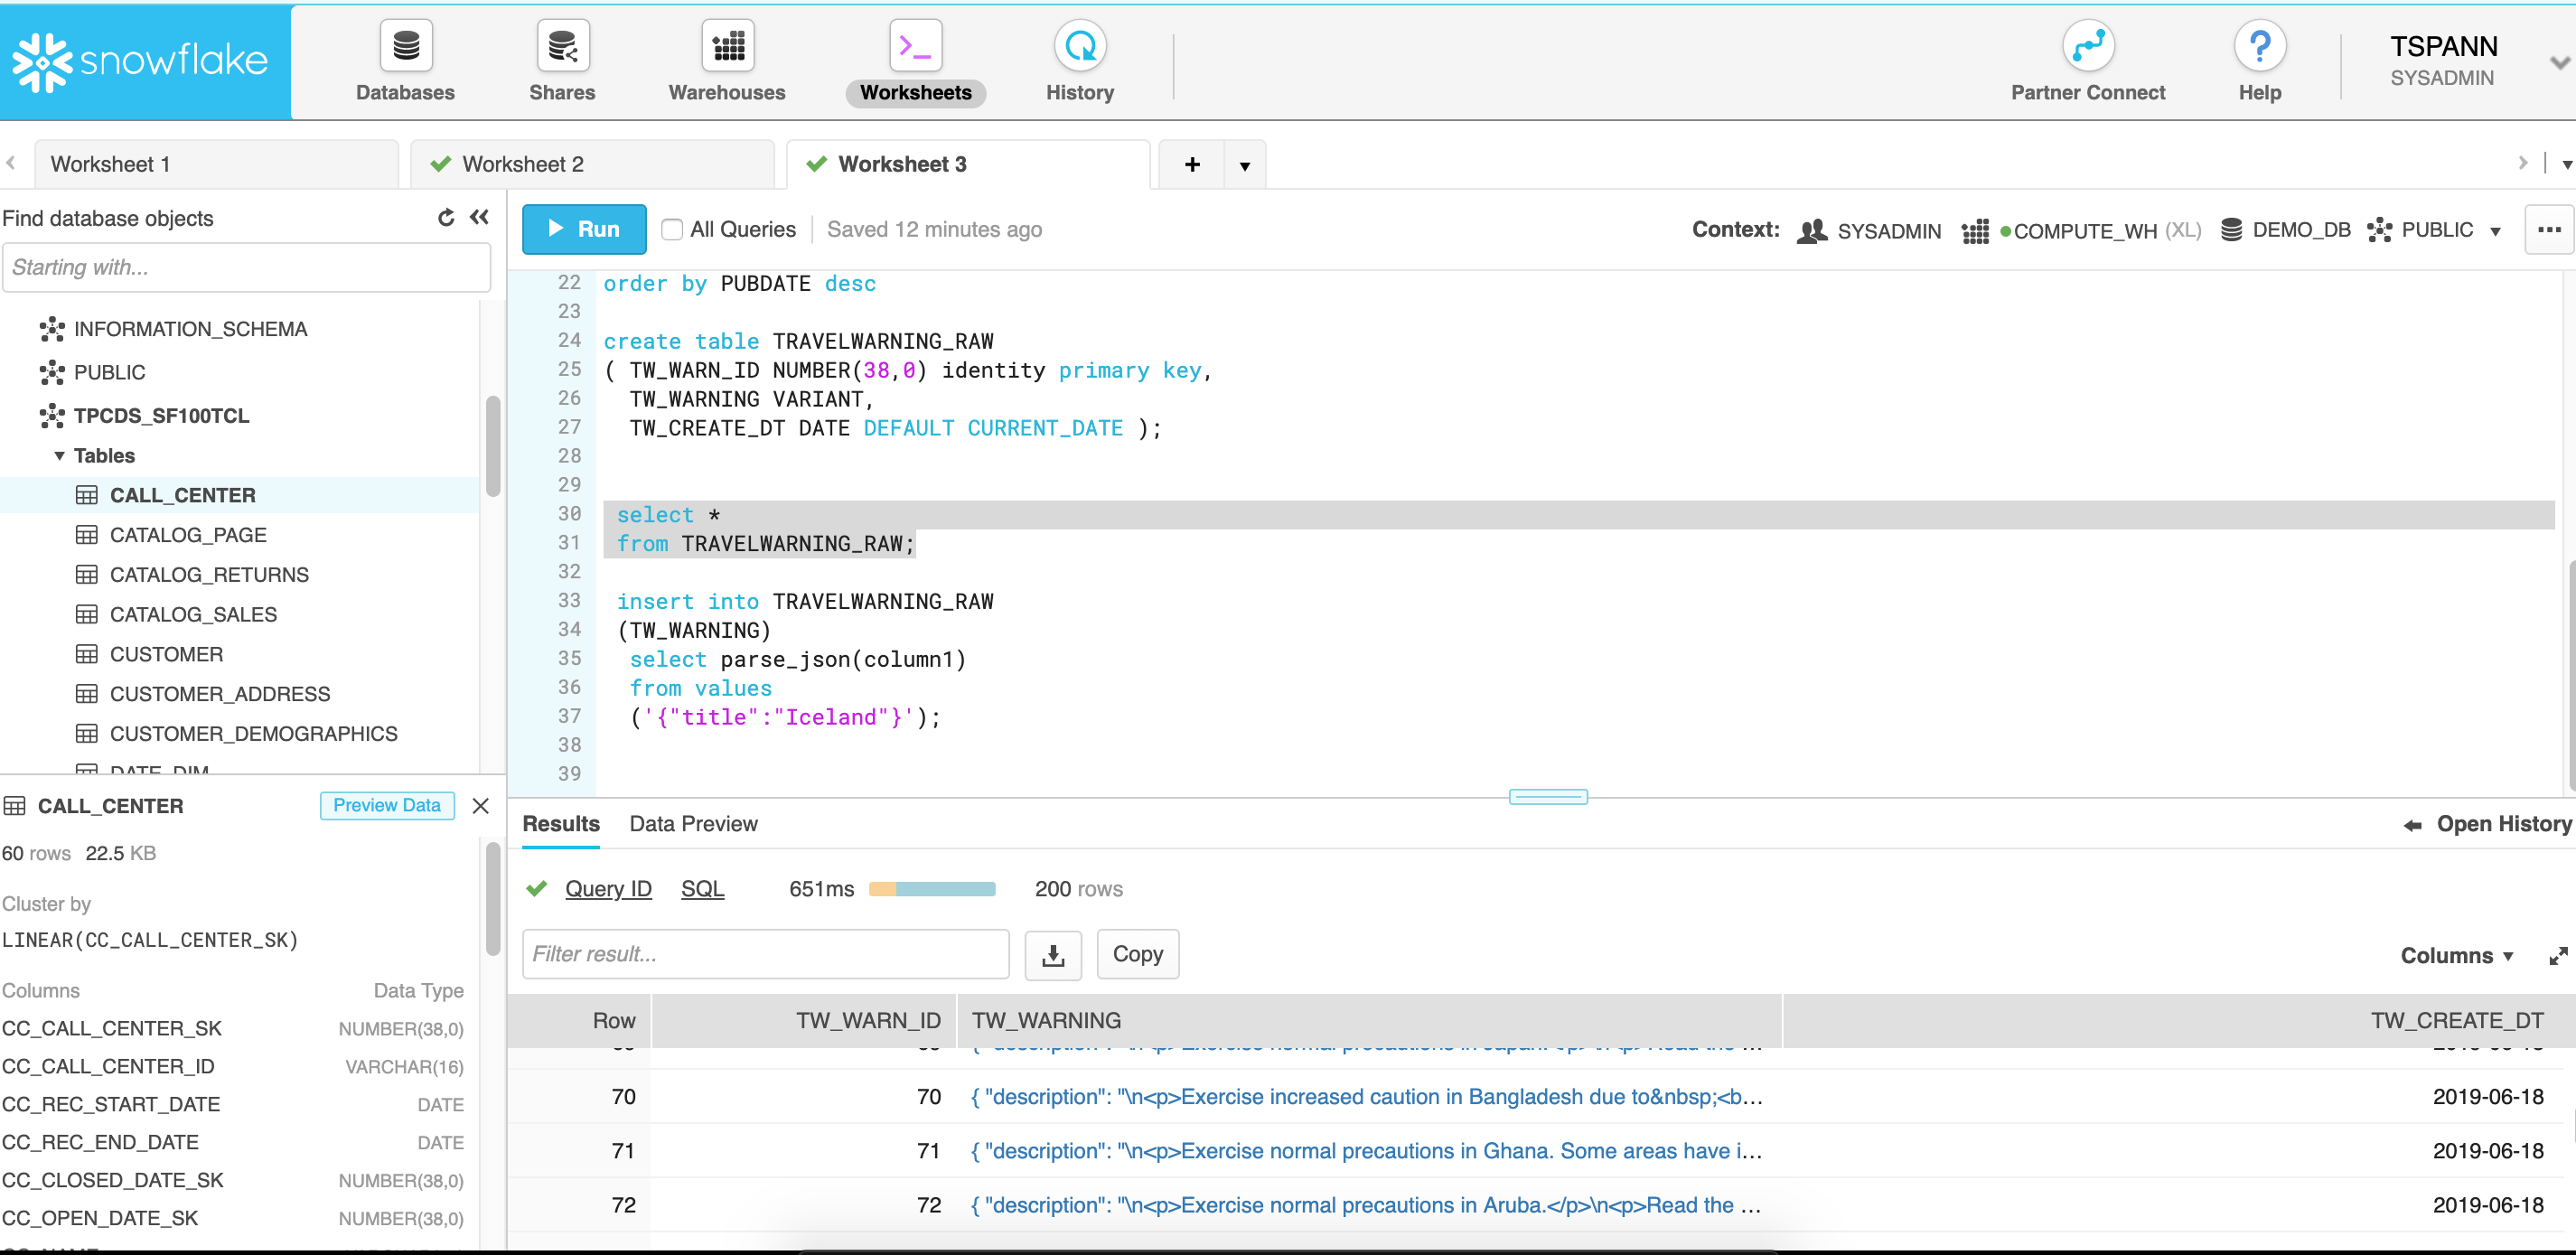 snowflake
Databases
Shares
Warehouses
Worksheets
History
Partner Connect
Help
TSPANN
SYSADMIN
Worksheet 1
Worksheet 2
Worksheet 3
+
Find database objects
Starting with...
INFORMATION_SCHEMA
PUBLIC
TPCDS_SF100TCL
Tables
CALL_CENTER
CATALOG_PAGE
CATALOG_RETURNS
CATALOG_SALES
CUSTOMER
CUSTOMER_ADDRESS
CUSTOMER_DEMOGRAPHICS
DATE_DIM
CALL_CENTER Preview Data
60 rows 22.5 KB
Cluster by
LINEAR(CC_CALL_CENTER_SK)
Columns Data Type
CC_CALL_CENTER_SK NUMBER(38,0)
CC_CALL_CENTER_ID VARCHAR(16)
CC_REC_START_DATE DATE
CC_REC_END_DATE DATE
CC_CLOSED_DATE_SK NUMBER(38,0)
CC_OPEN_DATE_SK NUMBER(38,0)
Run All Queries Saved 12 minutes ago Context: SYSADMIN COMPUTE_WH (XL) DEMO_DB PUBLIC ...
22 order by PUBDATE desc
23
24 create table TRAVELWARNING_RAW
25 ( TW_WARN_ID NUMBER(38,0) identity primary key,
26 TW_WARNING VARIANT,
27 TW_CREATE_DT DATE DEFAULT CURRENT_DATE );
28
29
30 select *
31 from TRAVELWARNING_RAW;
32
33 insert into TRAVELWARNING_RAW
34 (TW_WARNING)
35 select parse_json(column1)
36 from values
37 ('{"title":"Iceland"}');
38
39
Results Data Preview Open History
Query ID SQL 651ms 200 rows
Filter result... Copy Columns
Row TW_WARN_ID TW_WARNING TW_CREATE_DT
70 70 { "description": "\n<p>Exercise increased caution in Bangladesh due to&nbsp;<b... 2019-06-18
71 71 { "description": "\n<p>Exercise normal precautions in Ghana. Some areas have i... 2019-06-18
72 72 { "description": "\n<p>Exercise normal precautions in Aruba.</p>\n<p>Read the ... 2019-06-18